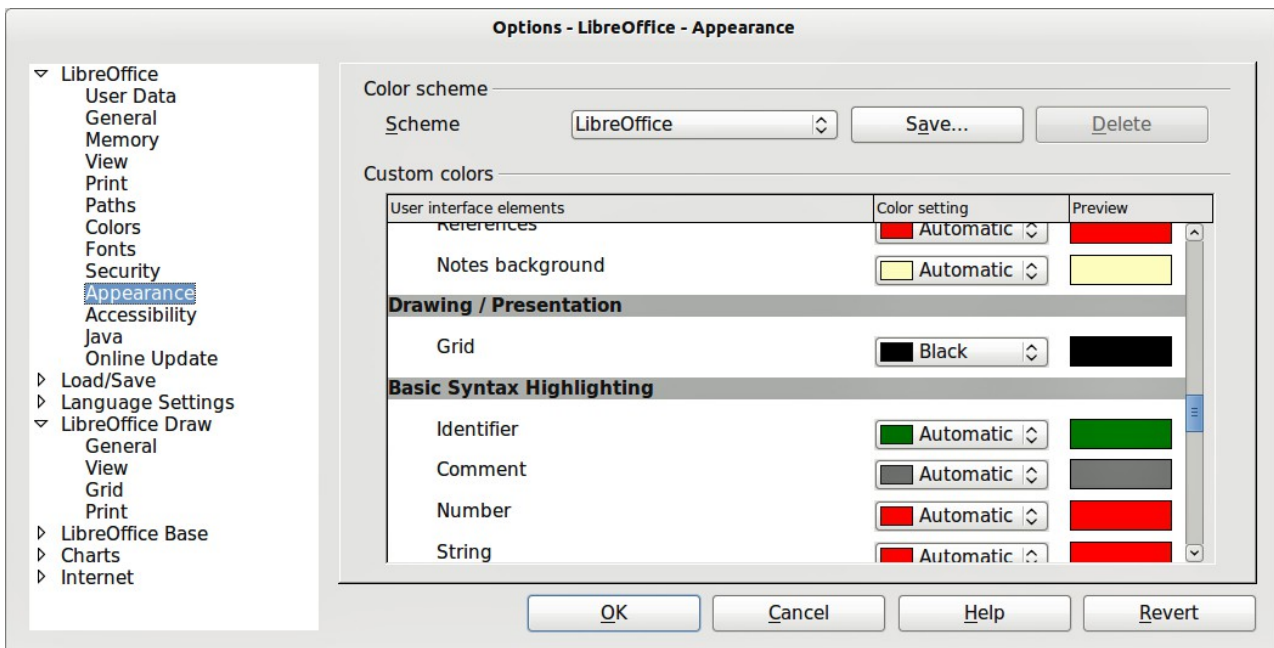 Options - LibreOffice - Appearance
LibreOffice
User Data
General
Memory
View
Print
Paths
Colors
Fonts
Security
Appearance
Accessibility
Java
Online Update
Load/Save
Language Settings
LibreOffice Draw
General
View
Grid
Print
LibreOffice Base
Charts
Internet
Color scheme
Scheme LibreOffice Save... Delete
Custom colors
User interface elements Color setting Preview
References Automatic
Notes background Automatic
Drawing / Presentation
Grid Black
Basic Syntax Highlighting
Identifier Automatic
Comment Automatic
Number Automatic
String Automatic
OK Cancel Help Revert